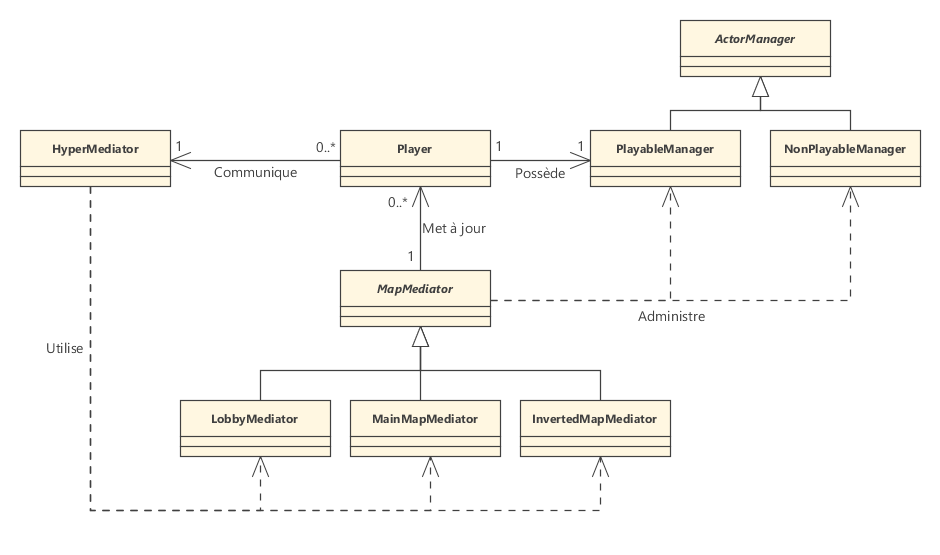 ActorManager
HyperMediator
1
Communique
0..*
Player
1
Possède
1
PlayableManager
NonPlayableManager
0..*
Met à jour
1
MapMediator
Administre
Utilise
LobbyMediator
MainMapMediator
InvertedMapMediator